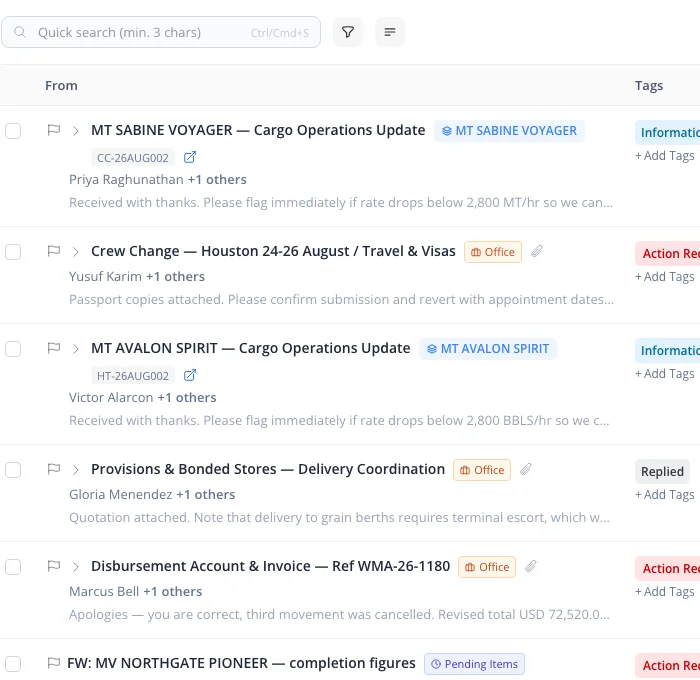 Quick search (min. 3 chars) Ctrl/Cmd+S
From Tags
MT SABINE VOYAGER — Cargo Operations Update MT SABINE VOYAGER Informatio
CC-26AUG002 + Add Tags
Priya Raghunathan +1 others
Received with thanks. Please flag immediately if rate drops below 2,800 MT/hr so we can...
Crew Change — Houston 24-26 August / Travel & Visas Office Action Req
Yusuf Karim +1 others + Add Tags
Passport copies attached. Please confirm submission and revert with appointment dates...
MT AVALON SPIRIT — Cargo Operations Update MT AVALON SPIRIT Informatio
HT-26AUG002 + Add Tags
Victor Alarcon +1 others
Received with thanks. Please flag immediately if rate drops below 2,800 BBLS/hr so we c...
Provisions & Bonded Stores — Delivery Coordination Office Replied
Gloria Menendez +1 others + Add Tags
Quotation attached. Note that delivery to grain berths requires terminal escort, which w...
Disbursement Account & Invoice — Ref WMA-26-1180 Office Action Req
Marcus Bell +1 others + Add Tags
Apologies — you are correct, third movement was cancelled. Revised total USD 72,520.0...
FW: MV NORTHGATE PIONEER — completion figures Pending Items Action Req